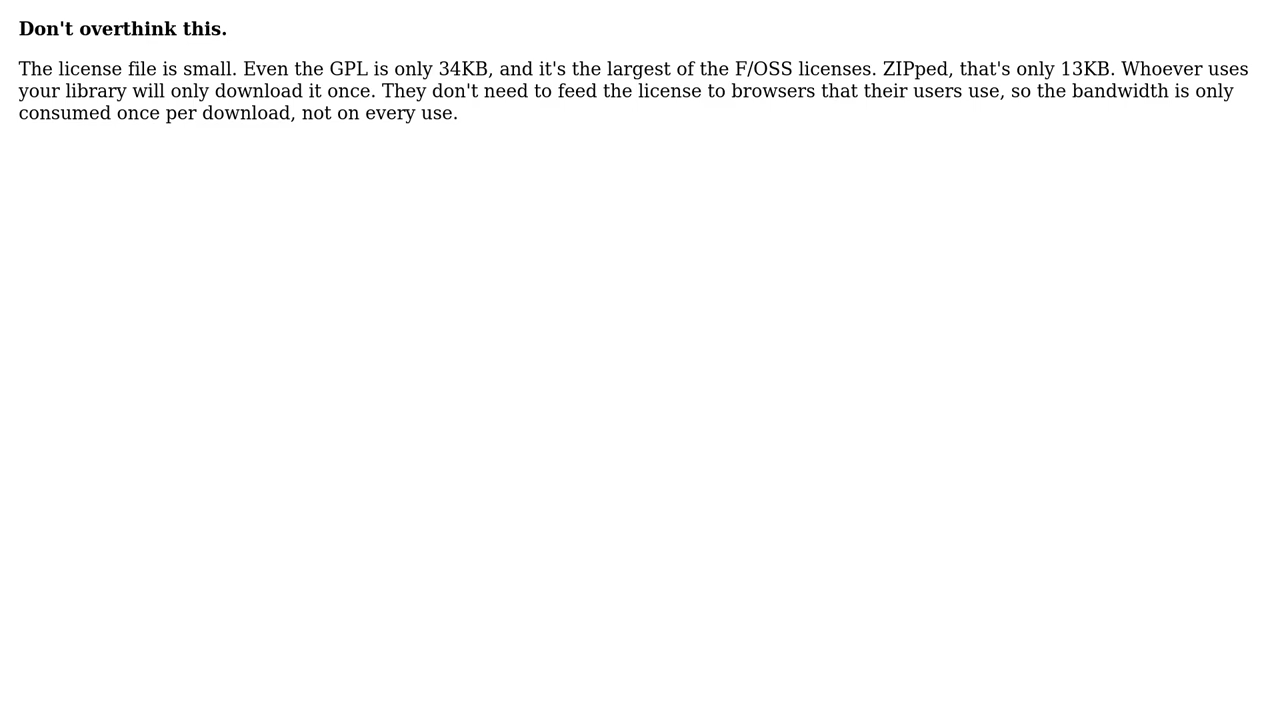 Don't overthink this.
The license file is small. Even the GPL is only 34KB, and it's the largest of the F/OSS licenses. ZIPped, that's only 13KB. Whoever uses
your library will only download it once. They don't need to feed the license to browsers that their users use, so the bandwidth is only
consumed once per download, not on every use.